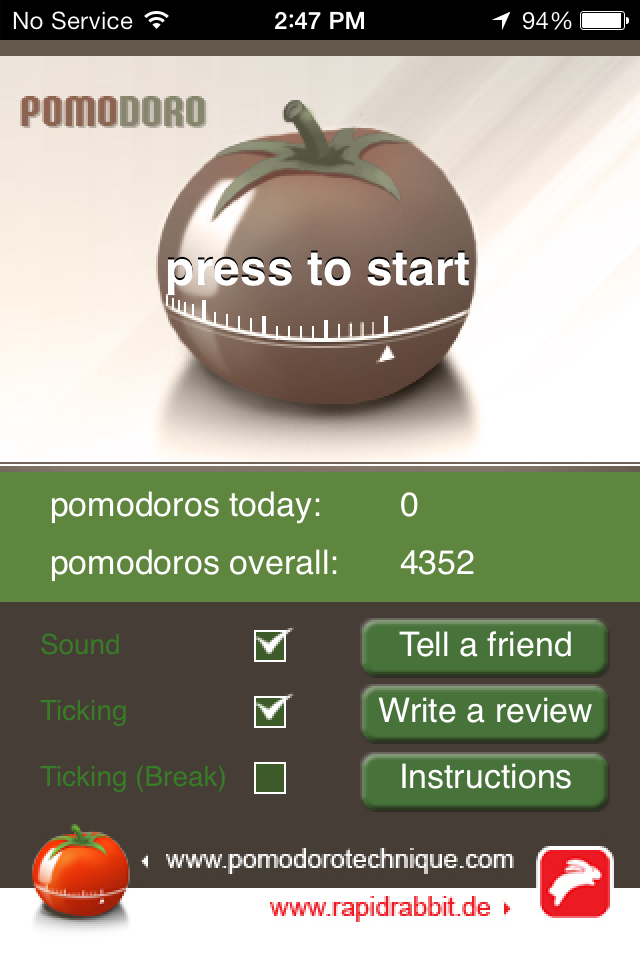 No Service 2:47 PM 94%
POMODORO
press to start
pomodoros today: 0
pomodoros overall: 4352
Sound Tell a friend
Ticking Write a review
Ticking (Break) Instructions
www.pomodorotechnique.com
www.rapidrabbit.de